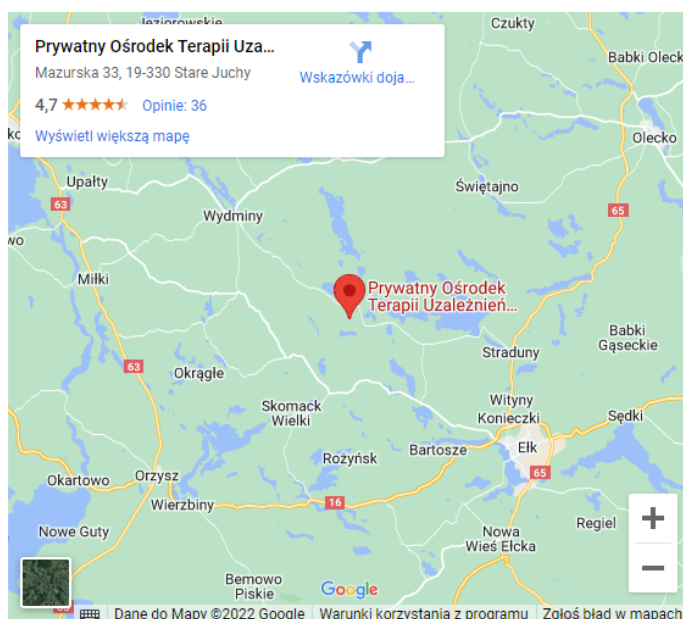 Jeziorowskie
Czukty
Prywatny Ośrodek Terapii Uza...
Mazurska 33, 19-330 Stare Juchy
4,7
Opinie: 36
Wyświetl większą mapę
Wskazówki doja...
Babki Oleck
Olecko
Upałty
63
Świętajno
65
Wydminy
wo
Miłki
Prywatny Ośrodek
Terapii Uzależnień...
Babki
Gąseckie
Straduny
63
Okrągłe
Wityny
Konieczki
Skomack
Wielki
Sędki
Bartosze
Ełk
Rożyńsk
65
Okartowo
Orzysz
16
Wierzbiny
Regiel
Nowe Guty
Nowa
Wieś Ełcka
Bemowo
Piskie
Google
Dane do Mapy ©2022 Google
Warunki korzystania z programu
Zgłoś błąd w mapach